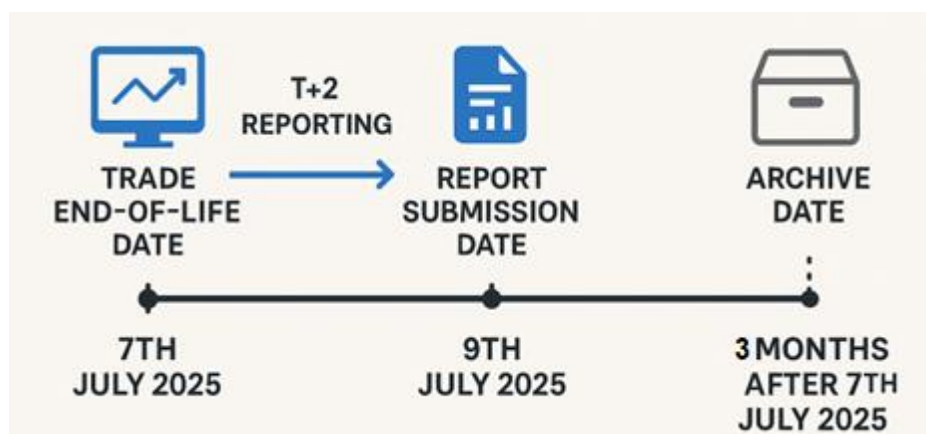 T+2
REPORTING
TRADE
END-OF-LIFE
DATE
REPORT
SUBMISSION
DATE
ARCHIVE
DATE
7TH
JULY 2025
9TH
JULY 2025
3 MONTHS
AFTER 7TH
JULY 2025